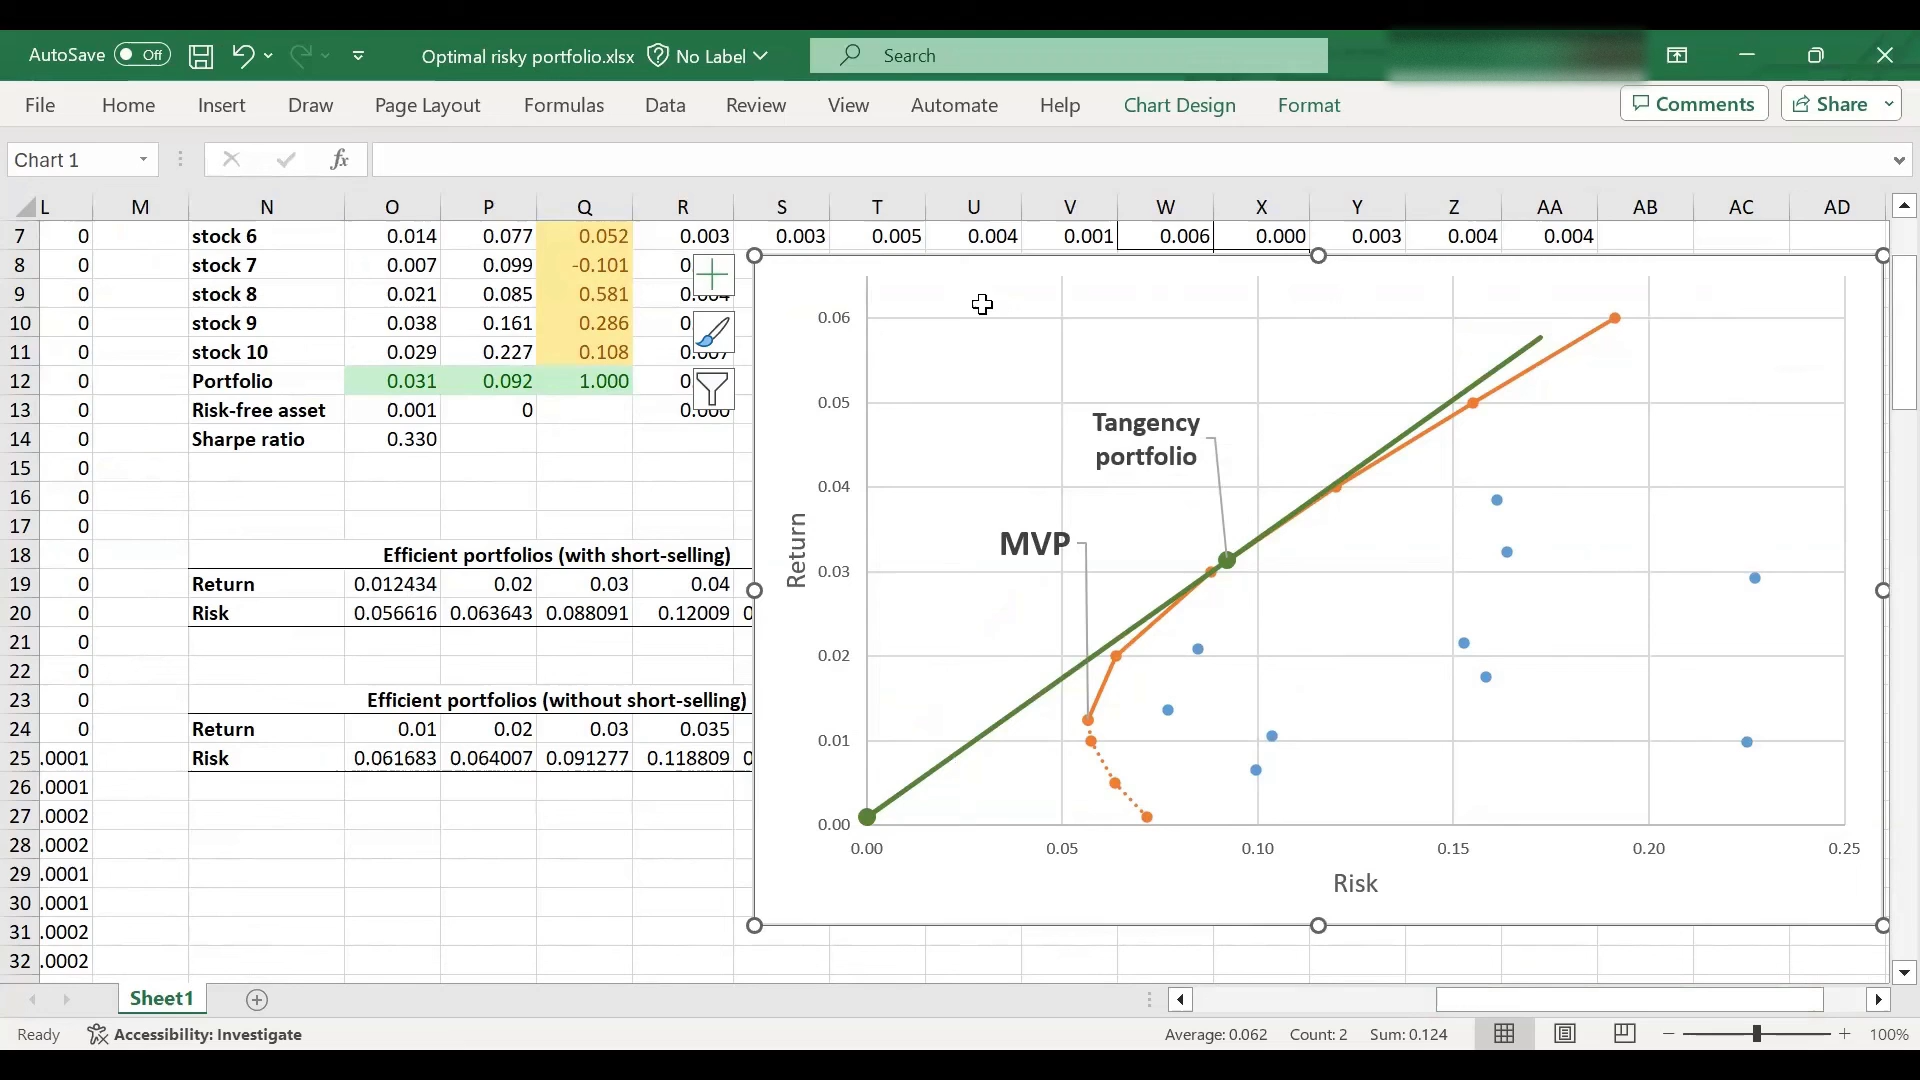 AutoSave Off Optimal risky portfolio.xlsx No Label Search
File Home Insert Draw Page Layout Formulas Data Review View Automate Help Chart Design Format Comments Share
Chart 1 fx
L M N O P Q R S T U V W X Y Z AA AB AC AD
7 0 stock 6 0.014 0.077 0.052 0.003 0.003 0.005 0.004 0.001 0.006 0.000 0.003 0.004 0.004
8 0 stock 7 0.007 0.099 -0.101
9 0 stock 8 0.021 0.085 0.581
10 0 stock 9 0.038 0.161 0.286
11 0 stock 10 0.029 0.227 0.108
12 0 Portfolio 0.031 0.092 1.000
13 0 Risk-free asset 0.001 0
14 0 Sharpe ratio 0.330
15 0
16 0
17 0
18 0 Efficient portfolios (with short-selling)
19 0 Return 0.012434 0.02 0.03 0.04
20 0 Risk 0.056616 0.063643 0.088091 0.12009 0
21 0
22 0
23 0 Efficient portfolios (without short-selling)
24 0 Return 0.01 0.02 0.03 0.035
25 .0001 Risk 0.061683 0.064007 0.091277 0.118809 0
26 .0001
27 .0002
28 .0002
29 .0001
30 .0001
31 .0002
32 .0002
0.06
0.05
0.04
0.03
0.02
0.01
0.00
Return
Tangency
portfolio
MVP
0.00 0.05 0.10 0.15 0.20 0.25
Risk
Sheet1
Ready Accessibility: Investigate Average: 0.062 Count: 2 Sum: 0.124 100%